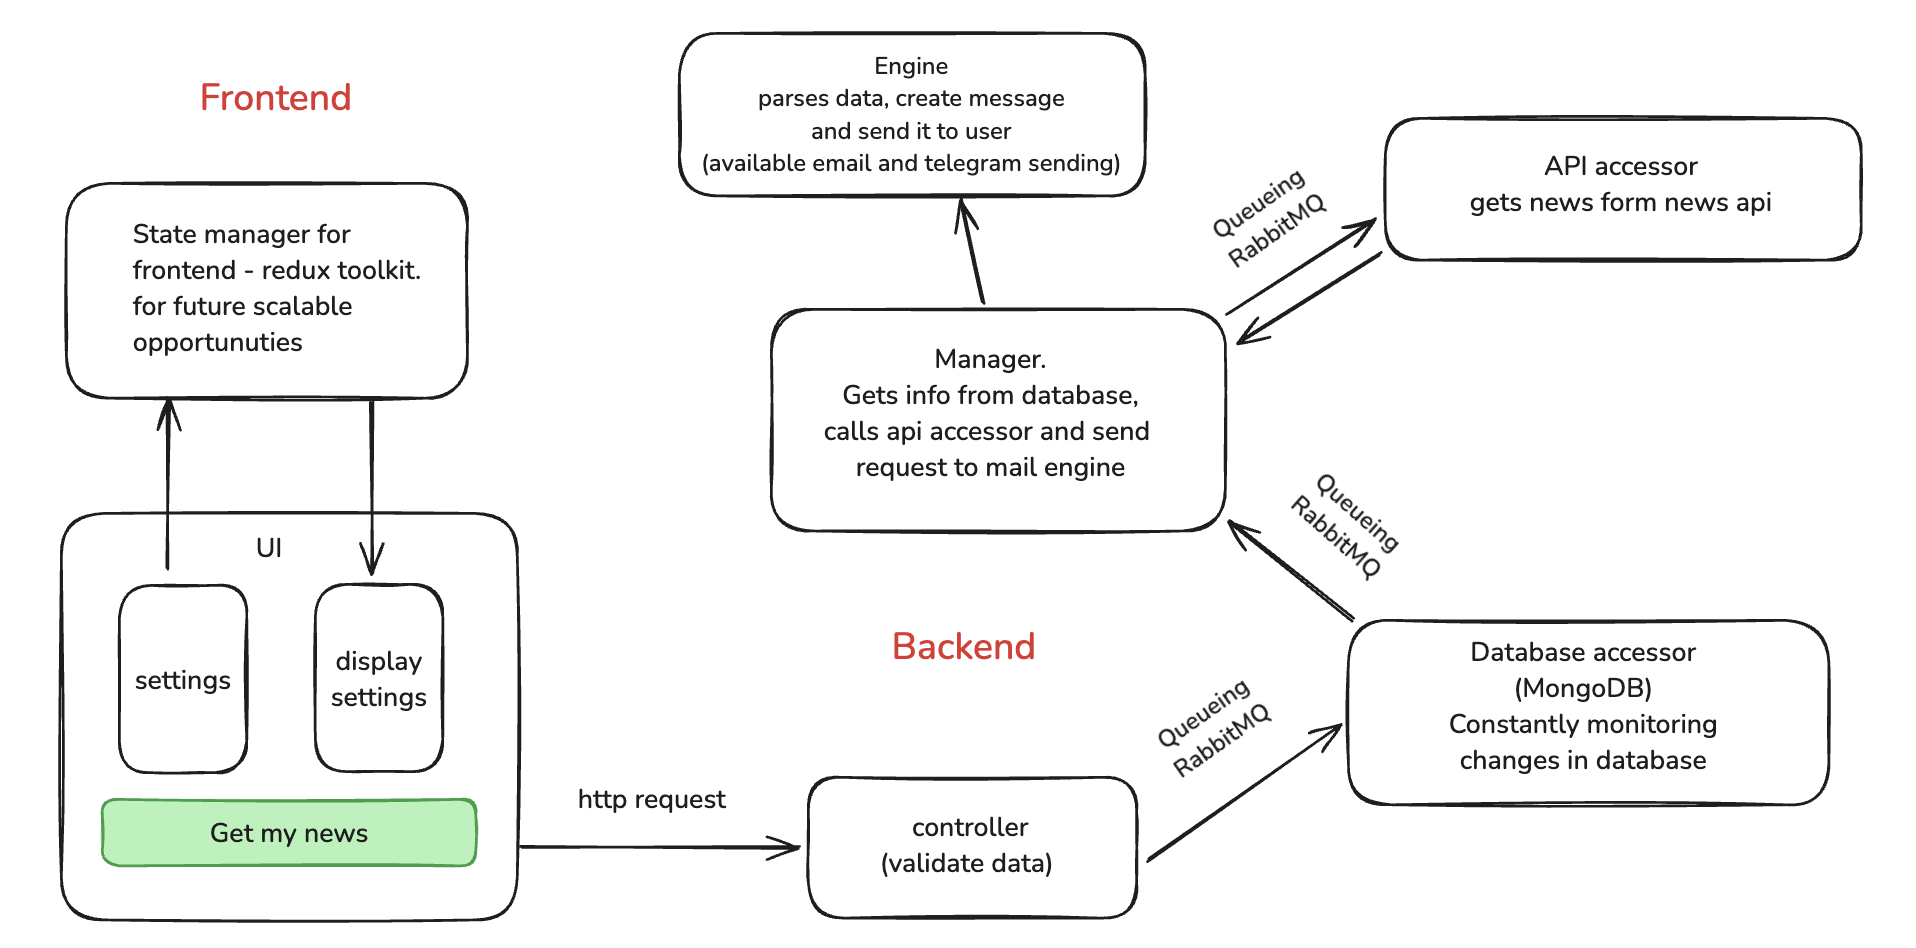 Frontend
State manager for
frontend - redux toolkit.
for future scalable
opportunuties
UI
settings
display
settings
Get my news
http request
Backend
controller
(validate data)
Queueing
RabbitMQ
Database accessor
(MongoDB)
Constantly monitoring
changes in database
Queueing
RabbitMQ
Manager.
Gets info from database,
calls api accessor and send
request to mail engine
Queueing
RabbitMQ
API accessor
gets news form news api
Engine
parses data, create message
and send it to user
(available email and telegram sending)